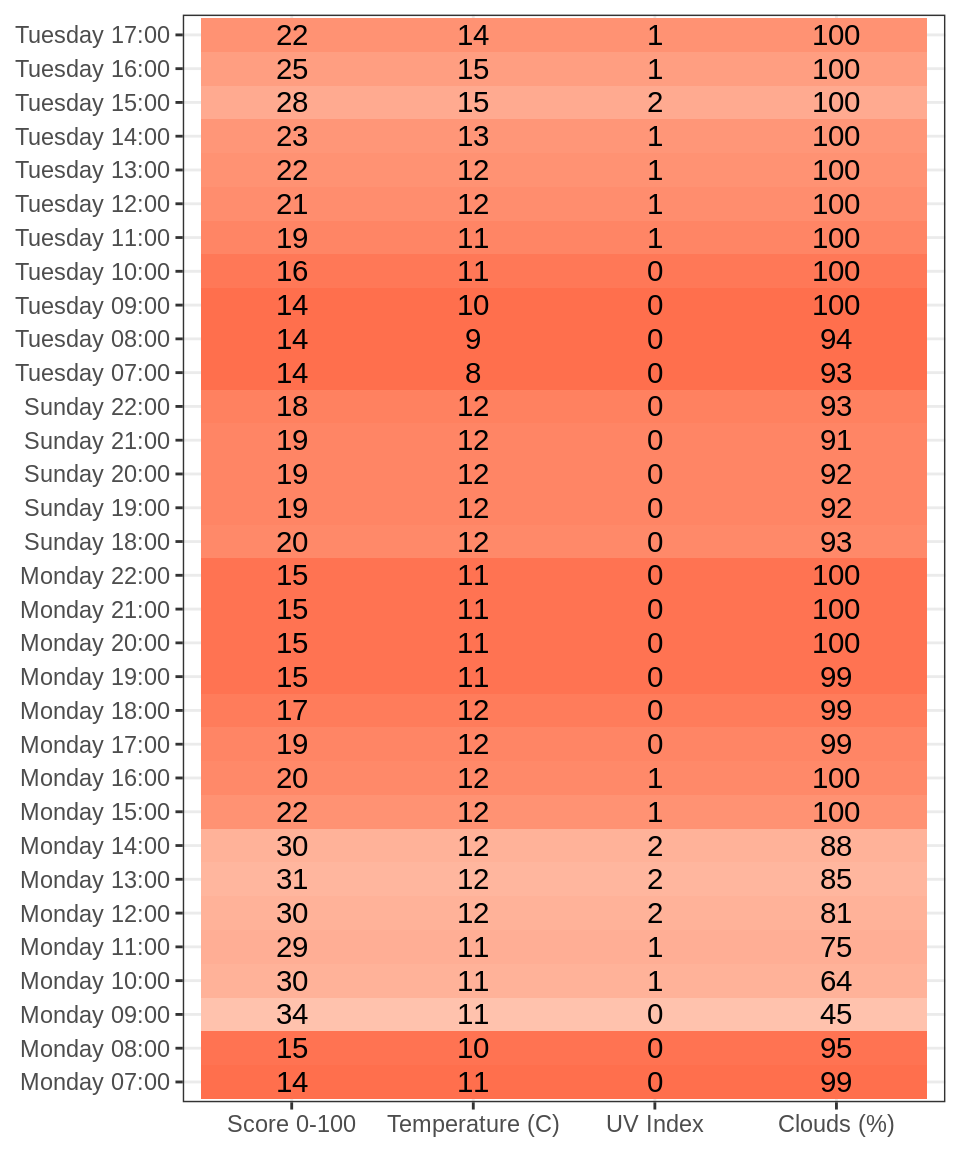 Tuesday 17:00 22 14 1 100
Tuesday 16:00 25 15 1 100
Tuesday 15:00 28 15 2 100
Tuesday 14:00 23 13 1 100
Tuesday 13:00 22 12 1 100
Tuesday 12:00 21 12 1 100
Tuesday 11:00 19 11 1 100
Tuesday 10:00 16 11 0 100
Tuesday 09:00 14 10 0 100
Tuesday 08:00 14 9 0 94
Tuesday 07:00 14 8 0 93
Sunday 22:00 18 12 0 93
Sunday 21:00 19 12 0 91
Sunday 20:00 19 12 0 92
Sunday 19:00 19 12 0 92
Sunday 18:00 20 12 0 93
Monday 22:00 15 11 0 100
Monday 21:00 15 11 0 100
Monday 20:00 15 11 0 100
Monday 19:00 15 11 0 99
Monday 18:00 17 12 0 99
Monday 17:00 19 12 0 99
Monday 16:00 20 12 1 100
Monday 15:00 22 12 1 100
Monday 14:00 30 12 2 88
Monday 13:00 31 12 2 85
Monday 12:00 30 12 2 81
Monday 11:00 29 11 1 75
Monday 10:00 30 11 1 64
Monday 09:00 34 11 0 45
Monday 08:00 15 10 0 95
Monday 07:00 14 11 0 99
Score 0-100 Temperature (C) UV Index Clouds (%)